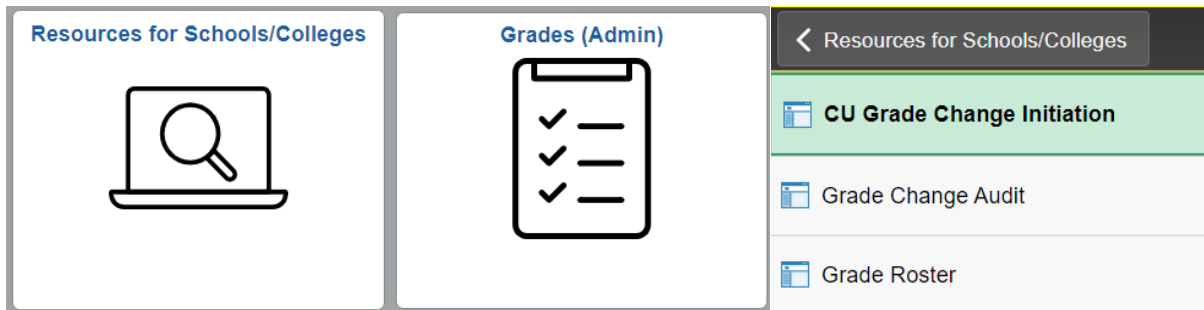 Resources for Schools/Colleges
Grades (Admin)
Resources for Schools/Colleges
CU Grade Change Initiation
Grade Change Audit
Grade Roster